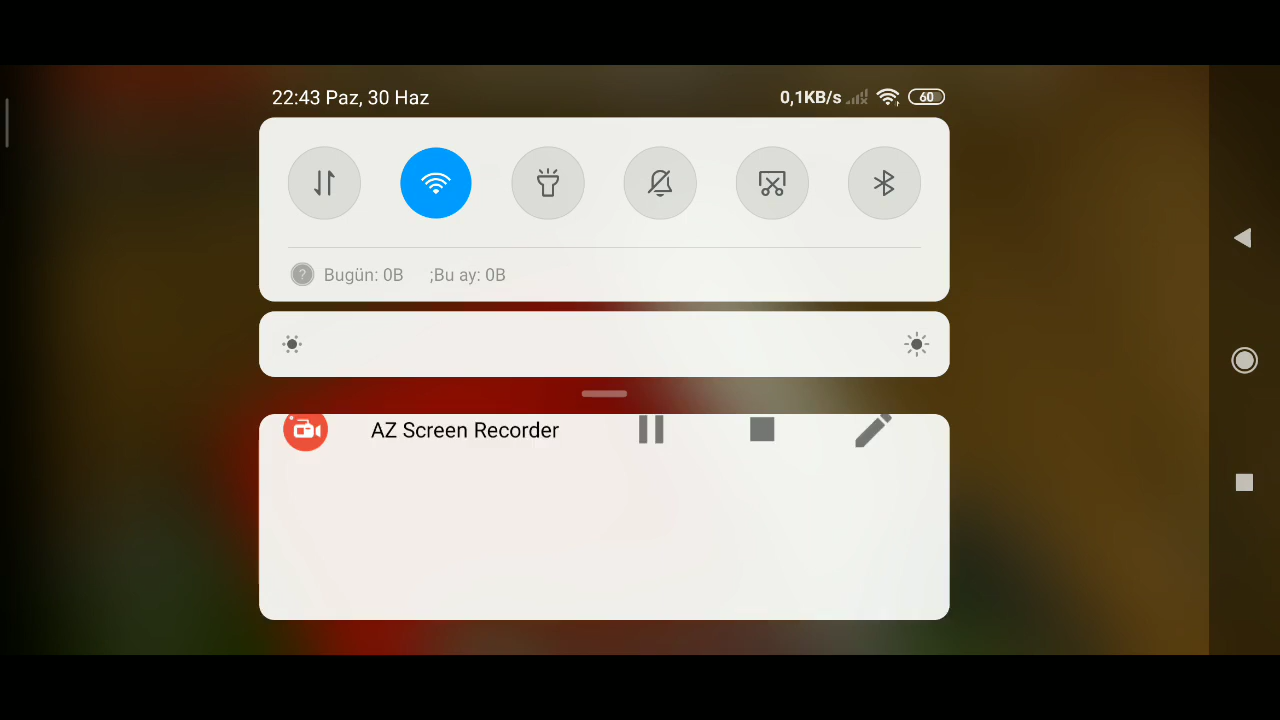 22:43 Paz, 30 Haz 0,1KB/s 60
? Bugün: 0B ;Bu ay: 0B
AZ Screen Recorder